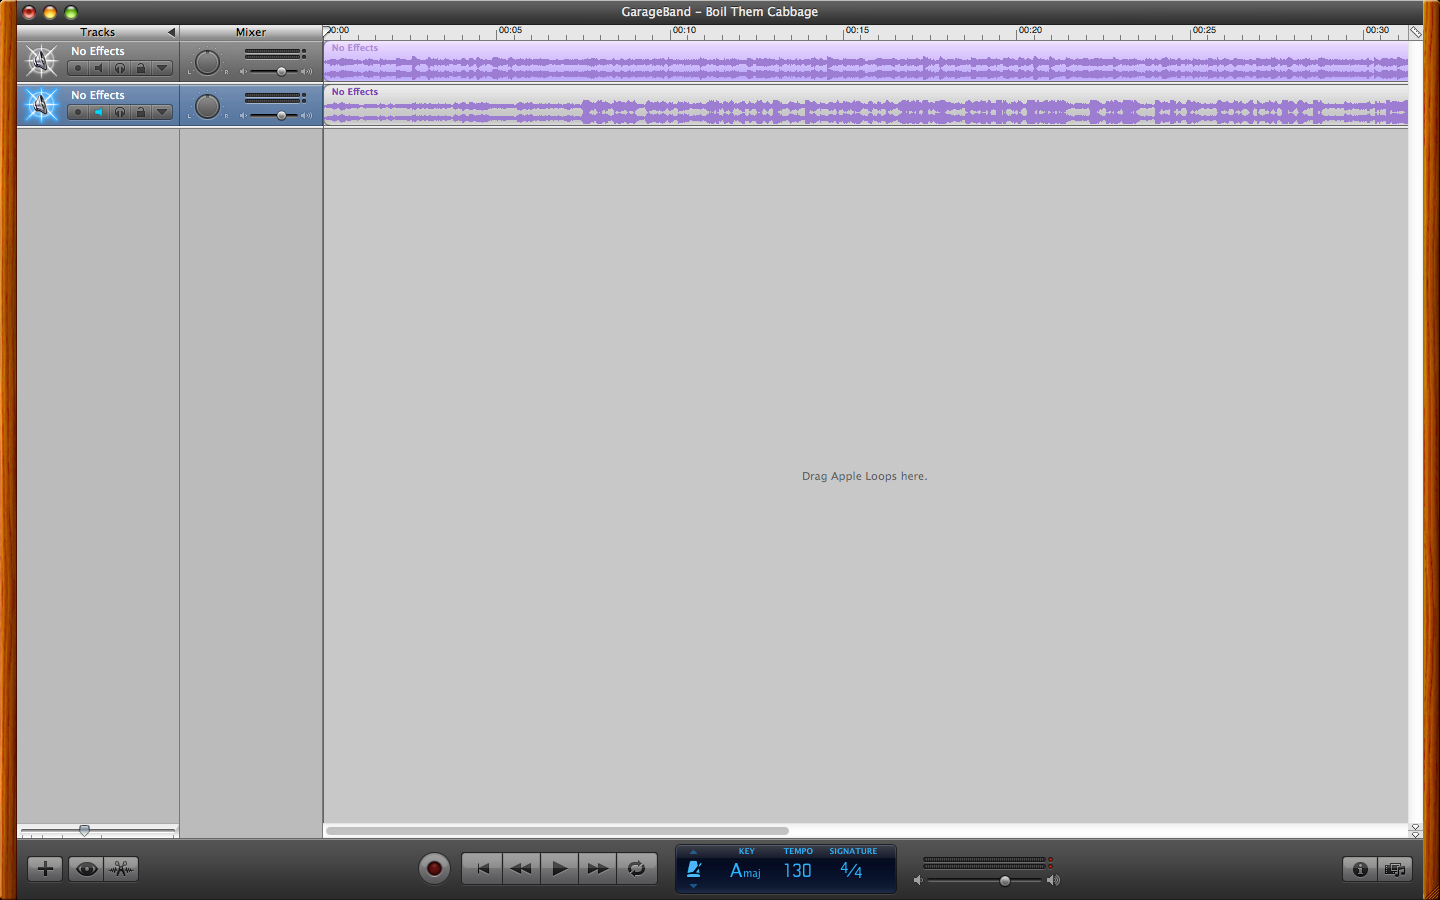 GarageBand – Boil Them Cabbage
Tracks
Mixer
00:00
00:05
00:10
00:15
00:20
00:25
00:30
No Effects
L R
No Effects
No Effects
L R
No Effects
Drag Apple Loops here.
KEY TEMPO SIGNATURE
Amaj 130 4/4